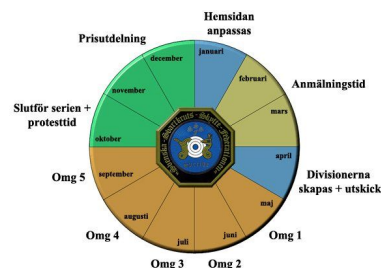 Hemsidan
anpassas
Prisutdelning
december
januari
februari
november
Anmälningstid
mars
Slutför serien +
protesttid
oktober
april
september
Divisionerna
skapas + utskick
Omg 5
maj
augusti
juli
juni
Omg 4
Omg 1
Omg 3
Omg 2